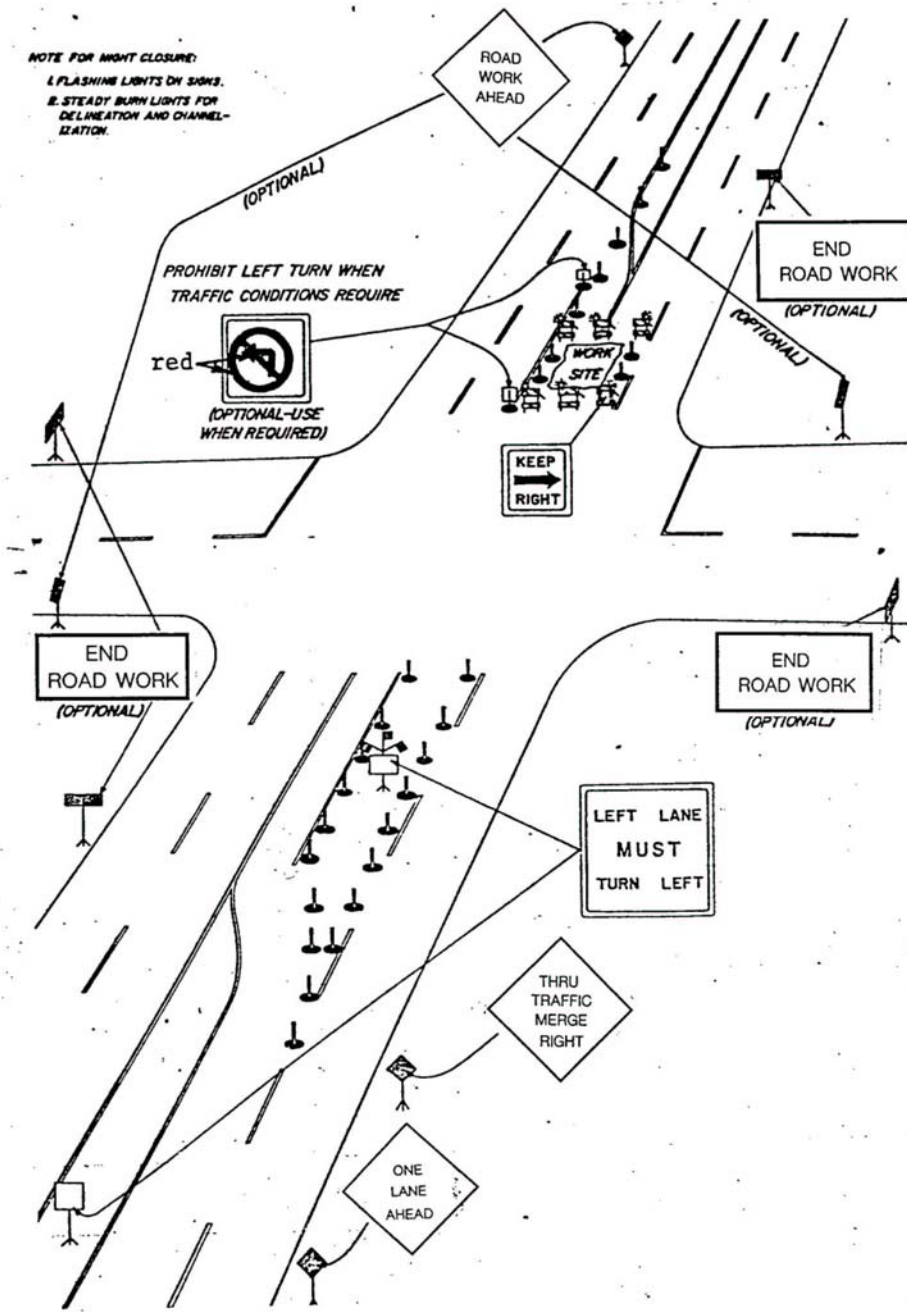 NOTE FOR NIGHT CLOSURE:
1. FLASHING LIGHTS ON SIGNS.
2. STEADY BURN LIGHTS FOR
DELINEATION AND CHANNEL-
IZATION.
ROAD
WORK
AHEAD
(OPTIONAL)
END
ROAD WORK
(OPTIONAL)
(OPTIONAL)
PROHIBIT LEFT TURN WHEN
TRAFFIC CONDITIONS REQUIRE
red
(OPTIONAL-USE
WHEN REQUIRED)
WORK
SITE
KEEP
RIGHT
END
ROAD WORK
(OPTIONAL)
END
ROAD WORK
(OPTIONAL)
LEFT LANE
MUST
TURN LEFT
THRU
TRAFFIC
MERGE
RIGHT
ONE
LANE
AHEAD